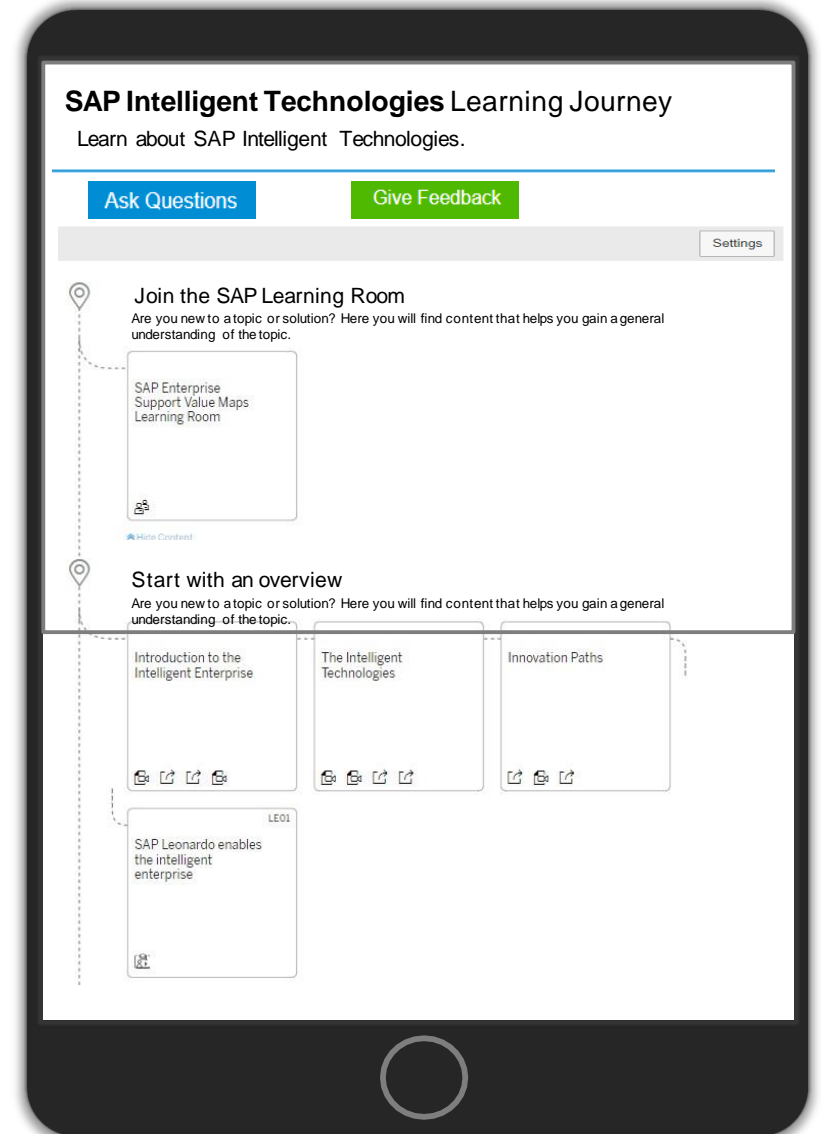 SAP Intelligent Technologies Learning Journey
Learn about SAP Intelligent Technologies.
Ask Questions
Give Feedback
Settings
Join the SAP Learning Room
Are you new to a topic or solution? Here you will find content that helps you gain a general
understanding of the topic.
SAP Enterprise
Support Value Maps
Learning Room
Hide Content
Start with an overview
Are you new to a topic or solution? Here you will find content that helps you gain a general
understanding of the topic.
Introduction to the
Intelligent Enterprise
The Intelligent
Technologies
Innovation Paths
LEO1
SAP Leonardo enables
the intelligent
enterprise